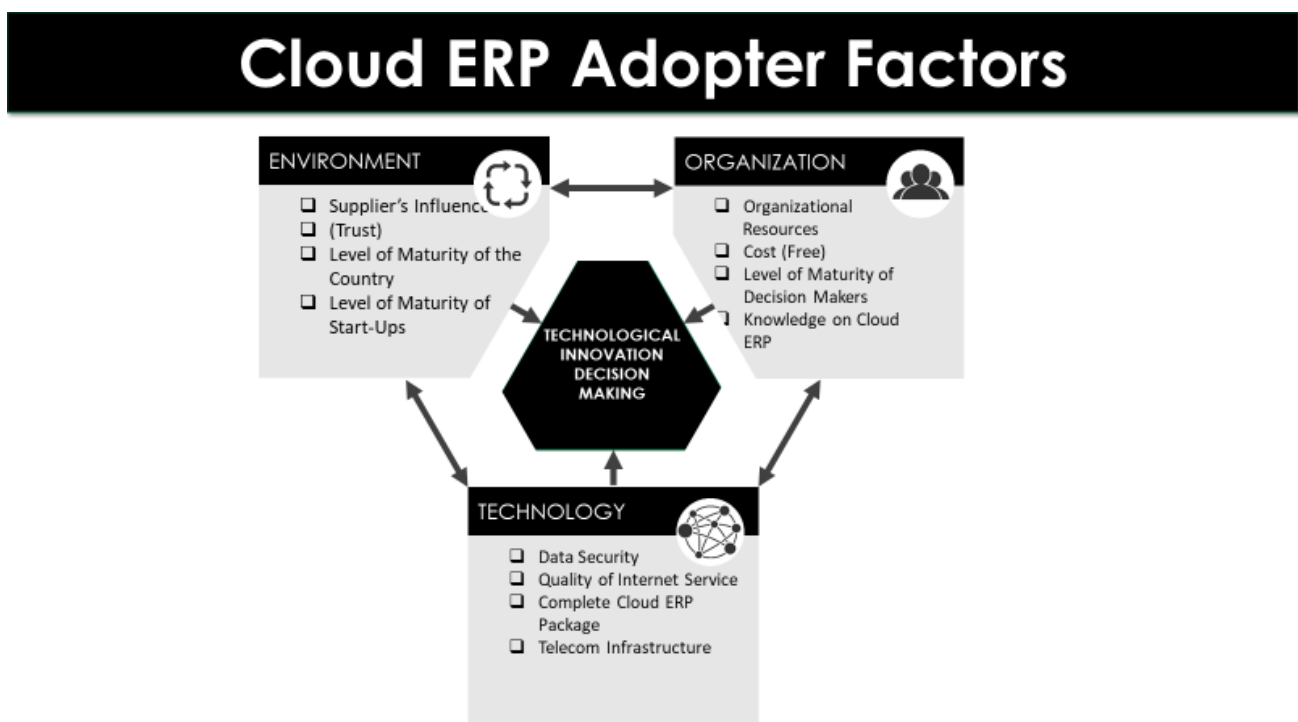 Cloud ERP Adopter Factors
ENVIRONMENT
Supplier's Influence
(Trust)
Level of Maturity of the
Country
Level of Maturity of
Start-Ups
ORGANIZATION
Organizational
Resources
Cost (Free)
Level of Maturity of
Decision Makers
Knowledge on Cloud
ERP
TECHNOLOGICAL
INNOVATION
DECISION
MAKING
TECHNOLOGY
Data Security
Quality of Internet Service
Complete Cloud ERP
Package
Telecom Infrastructure